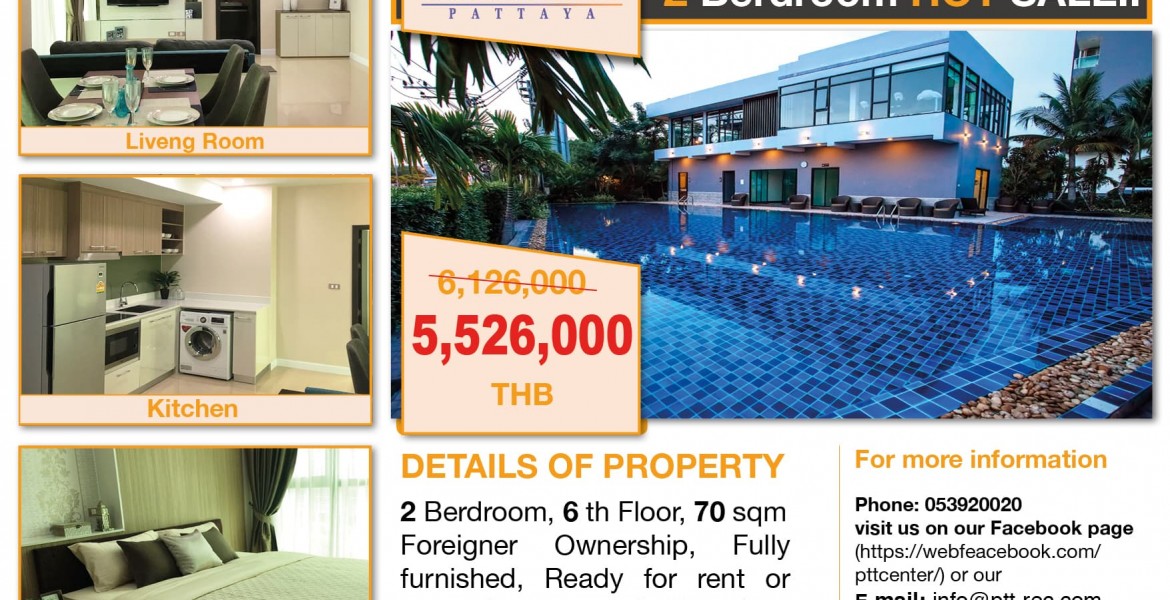 PATTAYA
2 Berdroom HOT SALE!!
Liveng Room
Kitchen
6,126,000
5,526,000
THB
DETAILS OF PROPERTY
2 Berdroom, 6 th Floor, 70 sqm
Foreigner Ownership, Fully
furnished, Ready for rent or
For more information
Phone: 053920020
visit us on our Facebook page
(https://webfeacebook.com/
pttcenter/) or our
E-mail: info@ptt-rec.com